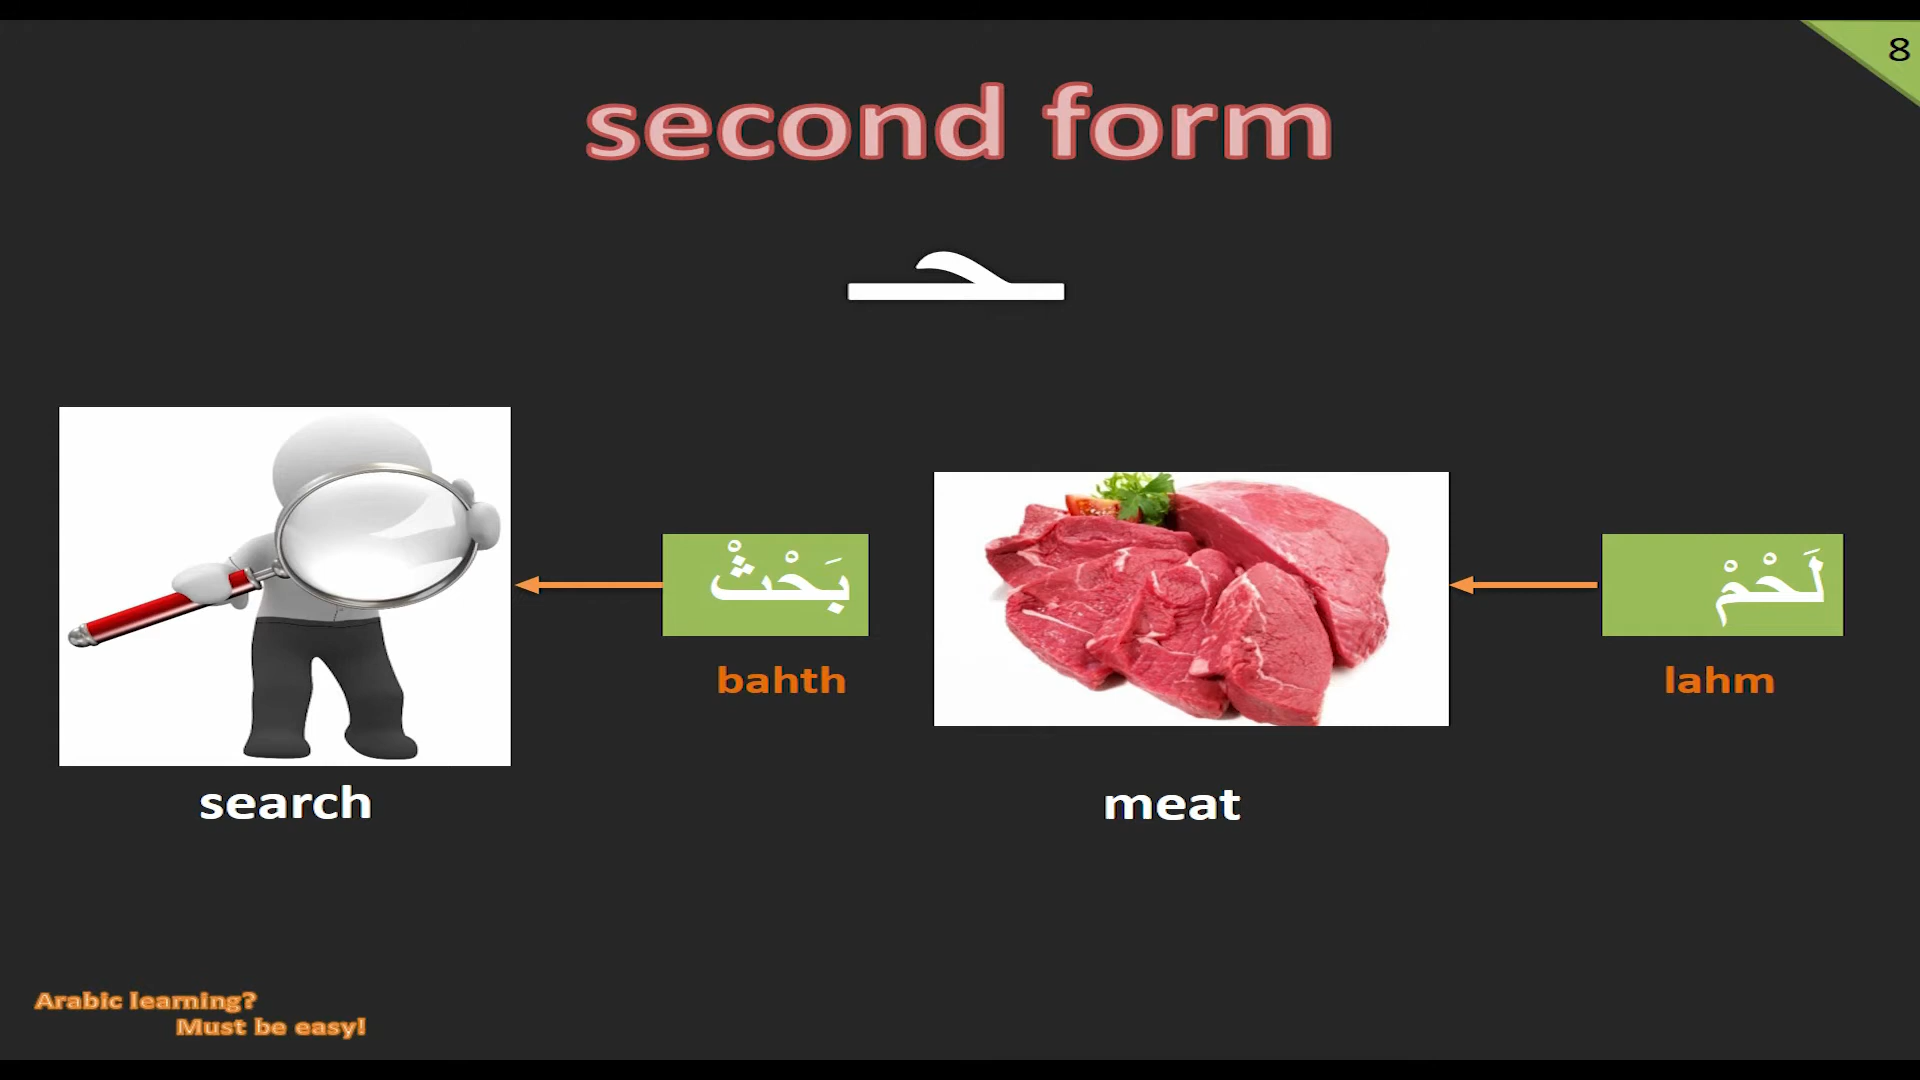 8
second form
ـحـ
لَحْمْ
lahm
meat
بَحْثْ
bahth
search
Arabic learning?
Must be easy!